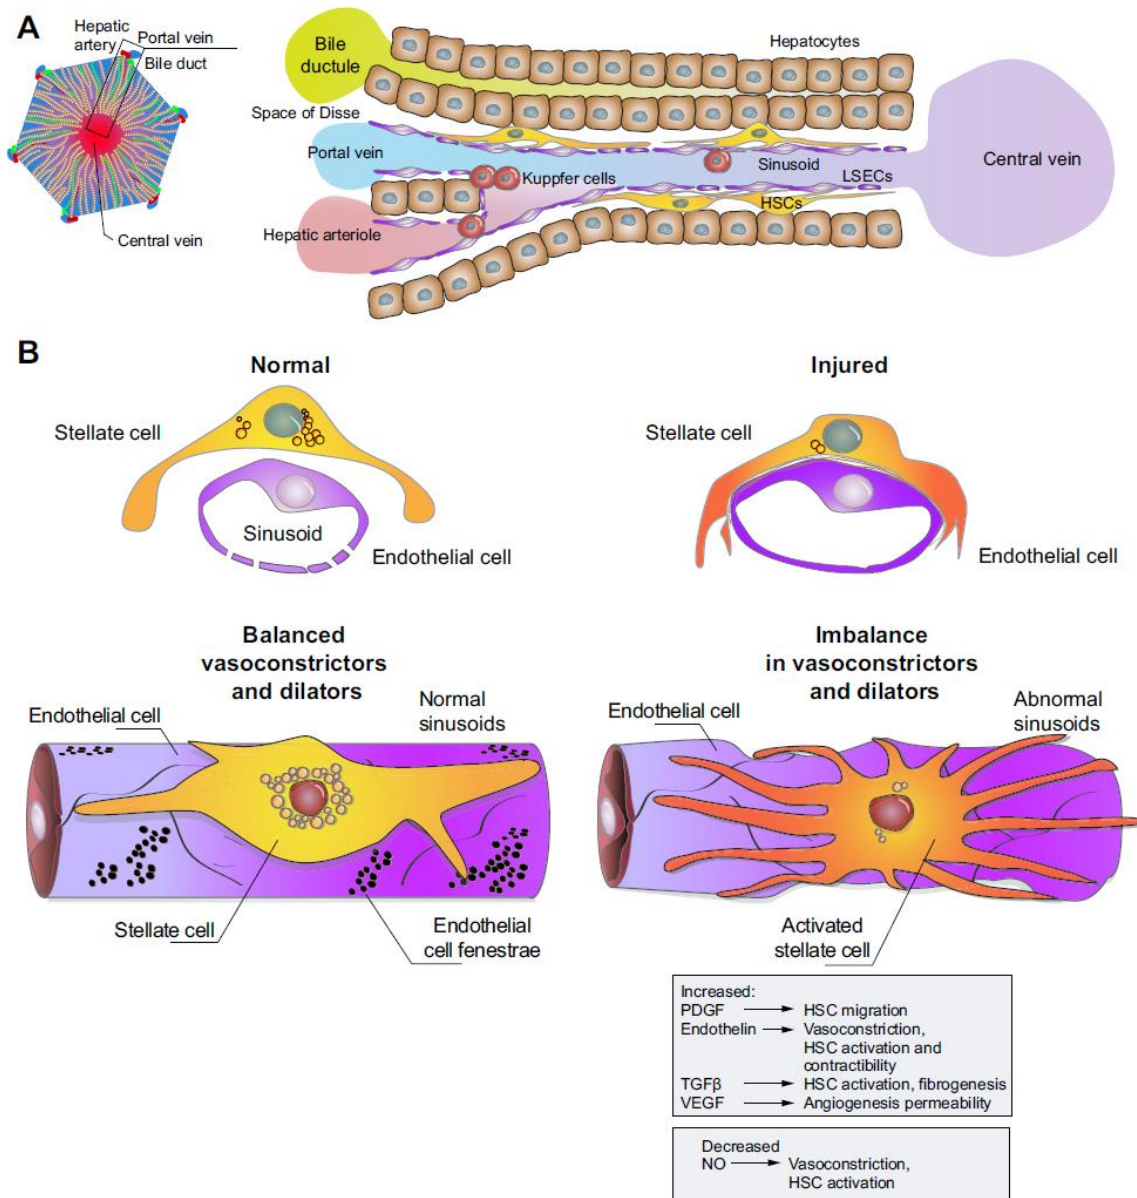 A
Hepatic
artery
Portal vein
Bile duct
Central vein
Bile
ductule
Hepatocytes
Space of Disse
Portal vein
Kuppfer cells
Sinusoid
LSECs
HSCs
Hepatic arteriole
Central vein
B
Normal
Stellate cell
Sinusoid
Endothelial cell
Injured
Stellate cell
Endothelial cell
Balanced
vasoconstrictors
and dilators
Endothelial cell
Normal
sinusoids
Stellate cell
Endothelial
cell fenestrae
Imbalance
in vasoconstrictors
and dilators
Endothelial cell
Abnormal
sinusoids
Activated
stellate cell
Increased:
PDGF → HSC migration
Endothelin → Vasoconstriction,
HSC activation and
contractibility
TGFβ → HSC activation, fibrogenesis
VEGF → Angiogenesis permeability
Decreased
NO → Vasoconstriction,
HSC activation